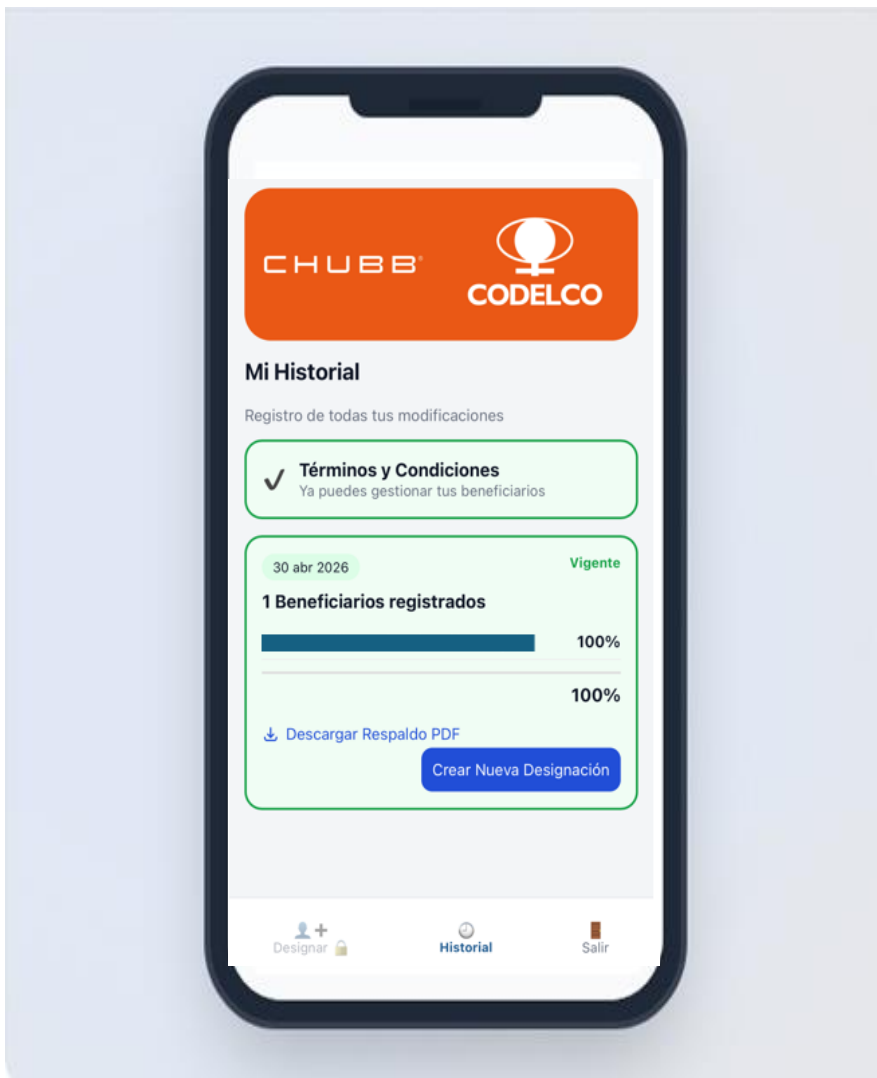 CHUBB®
CODELCO
Mi Historial
Registro de todas tus modificaciones
Términos y Condiciones
Ya puedes gestionar tus beneficiarios
30 abr 2026
Vigente
1 Beneficiarios registrados
100%
100%
Descargar Respaldo PDF
Crear Nueva Designación
Designar
Historial
Salir